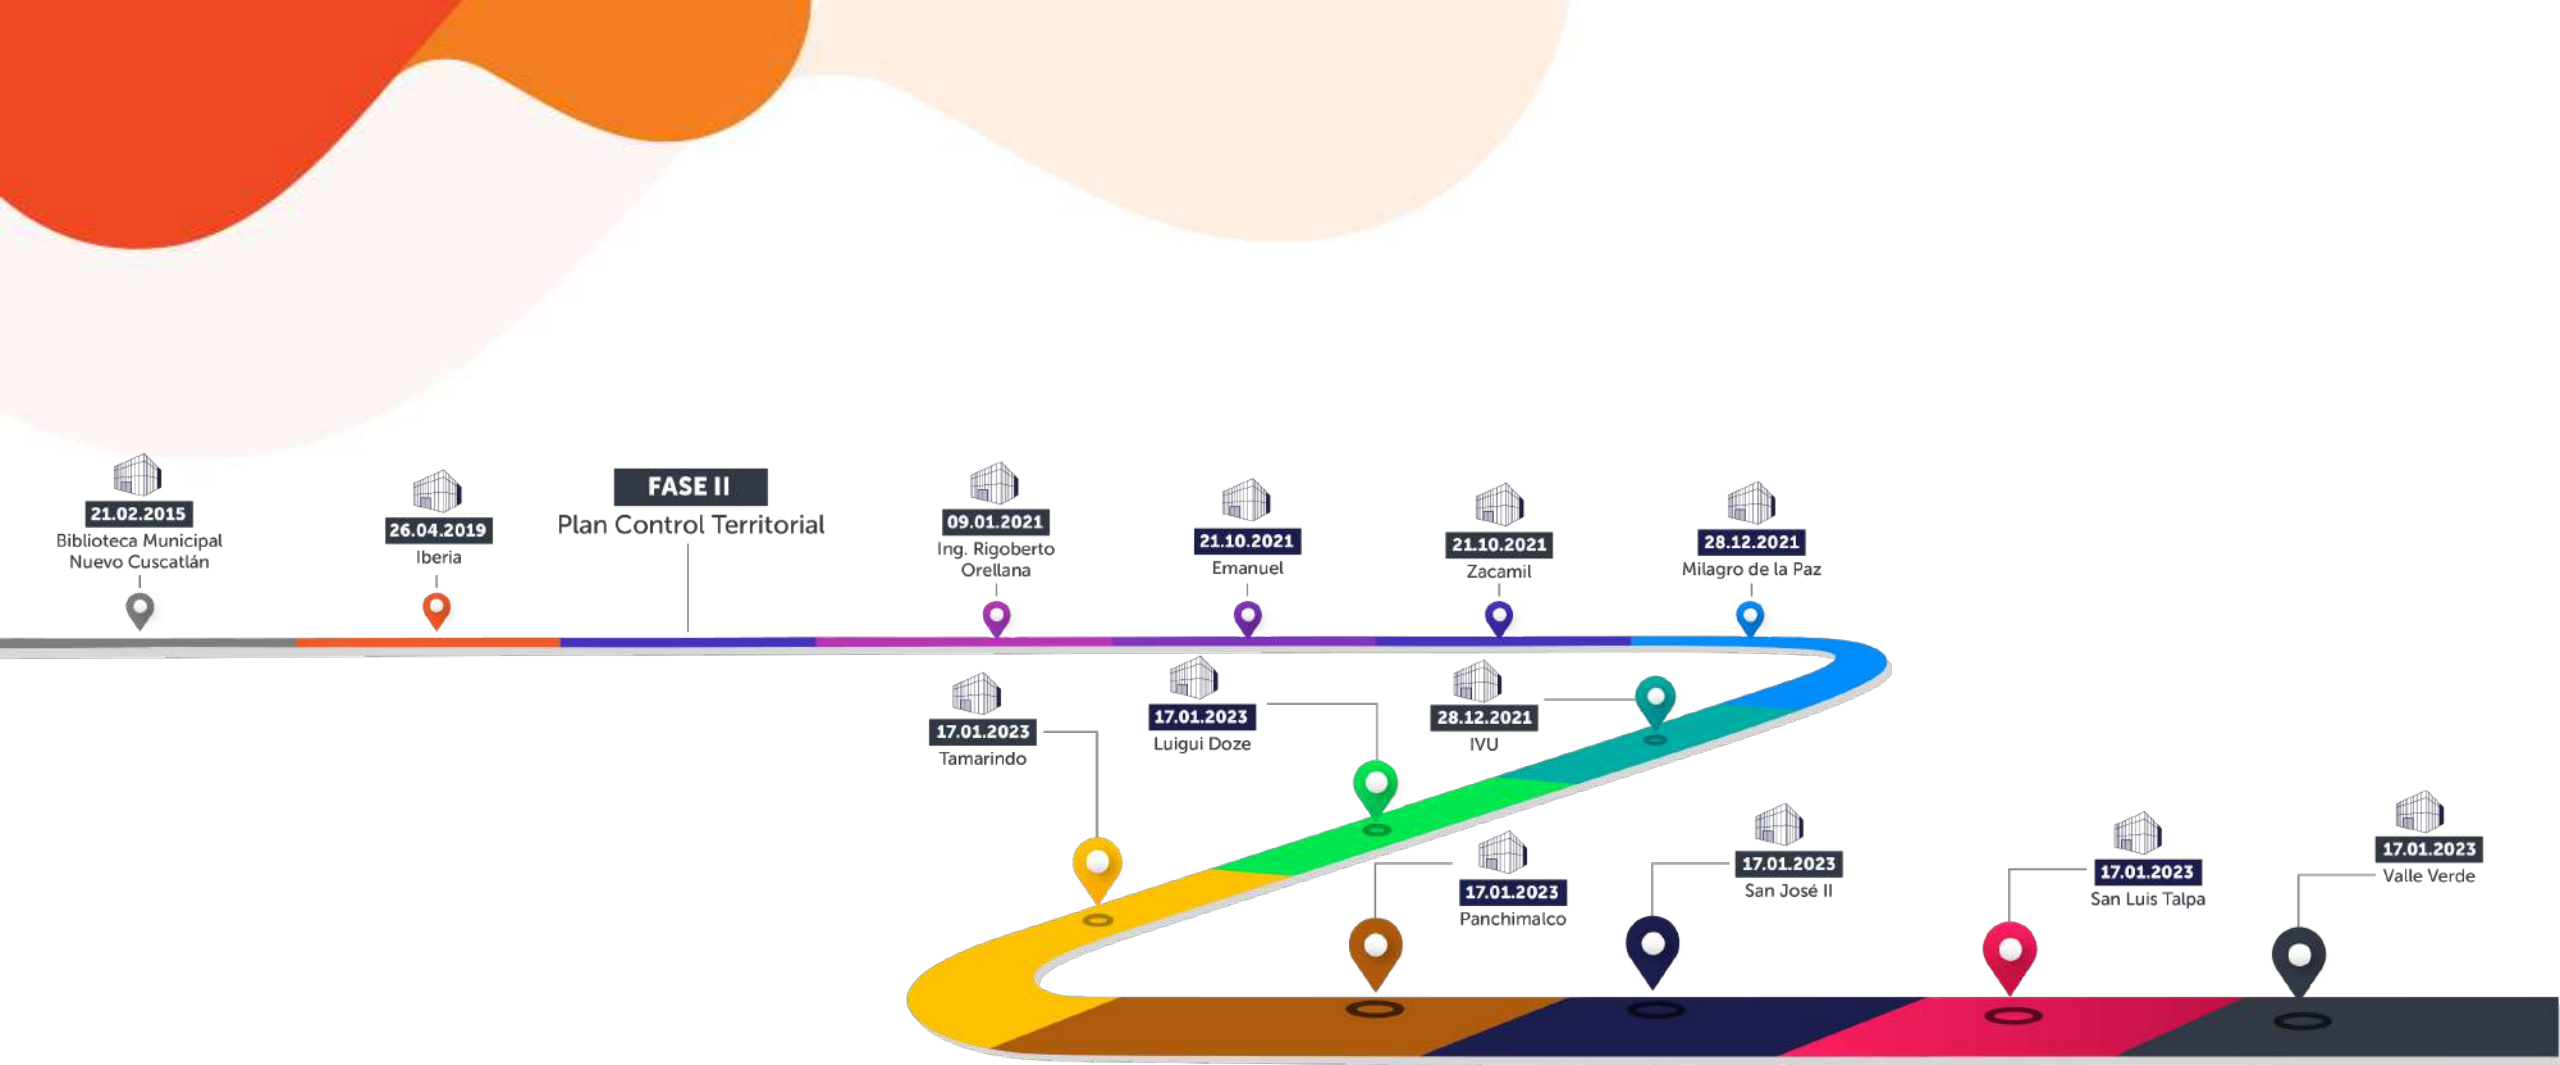 21.02.2015
Biblioteca Municipal
Nuevo Cuscatlán
26.04.2019
Iberia
FASE II
Plan Control Territorial
09.01.2021
Ing. Rigoberto
Orellana
21.10.2021
Emanuel
21.10.2021
Zacamil
28.12.2021
Milagro de la Paz
28.12.2021
IVU
17.01.2023
Luigui Doze
17.01.2023
Tamarindo
17.01.2023
Panchimalco
17.01.2023
San José II
17.01.2023
San Luis Talpa
17.01.2023
Valle Verde